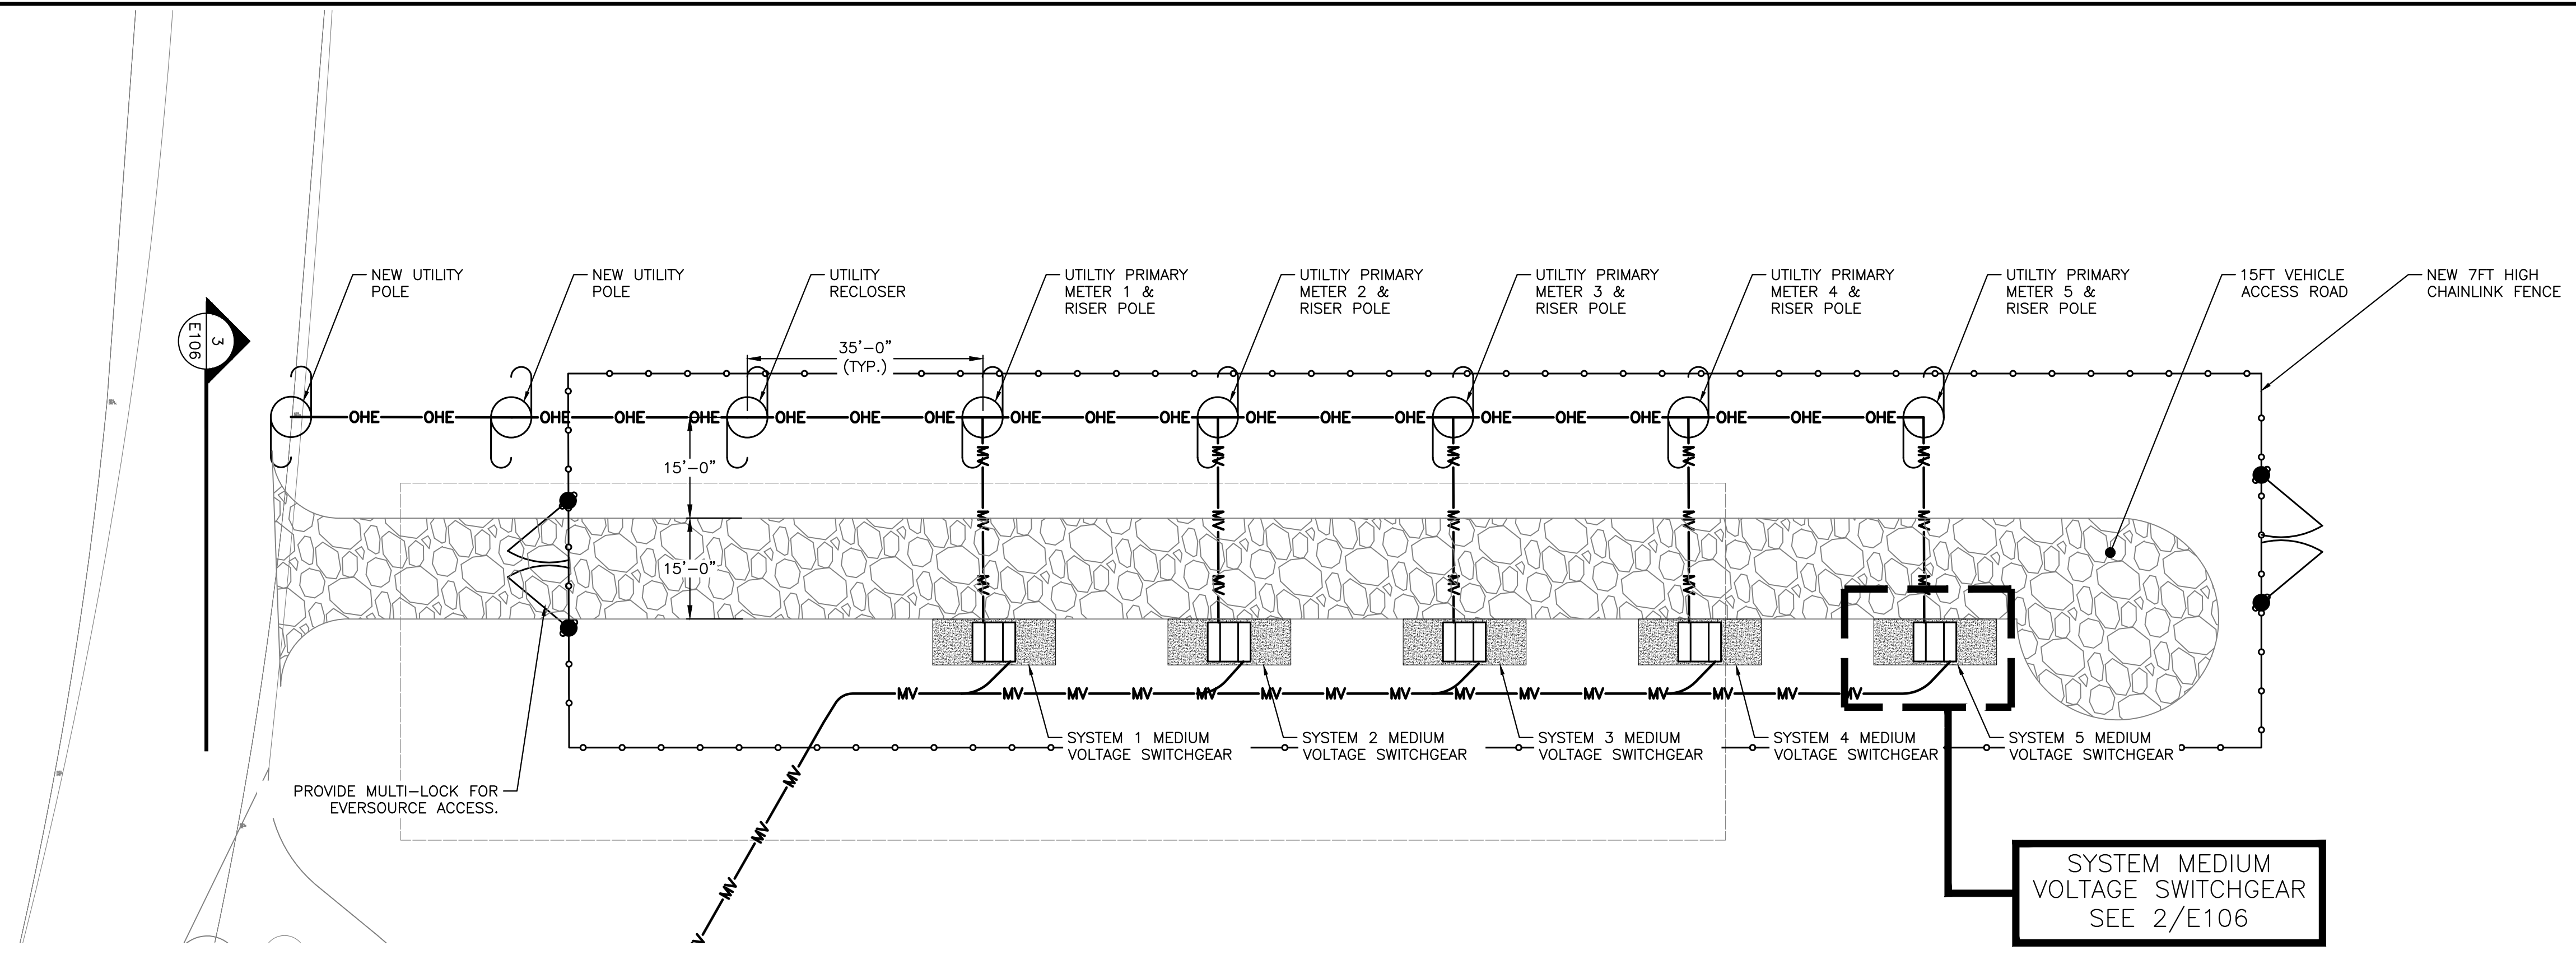 NEW UTILITY
POLE
NEW UTILITY
POLE
UTILITY
RECLOSER
UTILTIY PRIMARY
METER 1 &
RISER POLE
UTILTIY PRIMARY
METER 2 &
RISER POLE
UTILTIY PRIMARY
METER 3 &
RISER POLE
UTILTIY PRIMARY
METER 4 &
RISER POLE
UTILTIY PRIMARY
METER 5 &
RISER POLE
15FT VEHICLE
ACCESS ROAD
NEW 7FT HIGH
CHAINLINK FENCE
3
E106
35'-0"
(TYP.)
OHE OHE OHE OHE OHE OHE OHE OHE OHE OHE OHE OHE OHE OHE OHE OHE OHE OHE OHE OHE OHE
15'-0"
15'-0"
MV MV MV MV MV
MV MV MV MV MV
MV MV MV MV MV
MV MV MV MV MV MV MV MV MV MV MV MV MV MV MV
SYSTEM 1 MEDIUM
VOLTAGE SWITCHGEAR
SYSTEM 2 MEDIUM
VOLTAGE SWITCHGEAR
SYSTEM 3 MEDIUM
VOLTAGE SWITCHGEAR
SYSTEM 4 MEDIUM
VOLTAGE SWITCHGEAR
SYSTEM 5 MEDIUM
VOLTAGE SWITCHGEAR
MV
MV
MV
PROVIDE MULTI-LOCK FOR
EVERSOURCE ACCESS.
SYSTEM MEDIUM
VOLTAGE SWITCHGEAR
SEE 2/E106